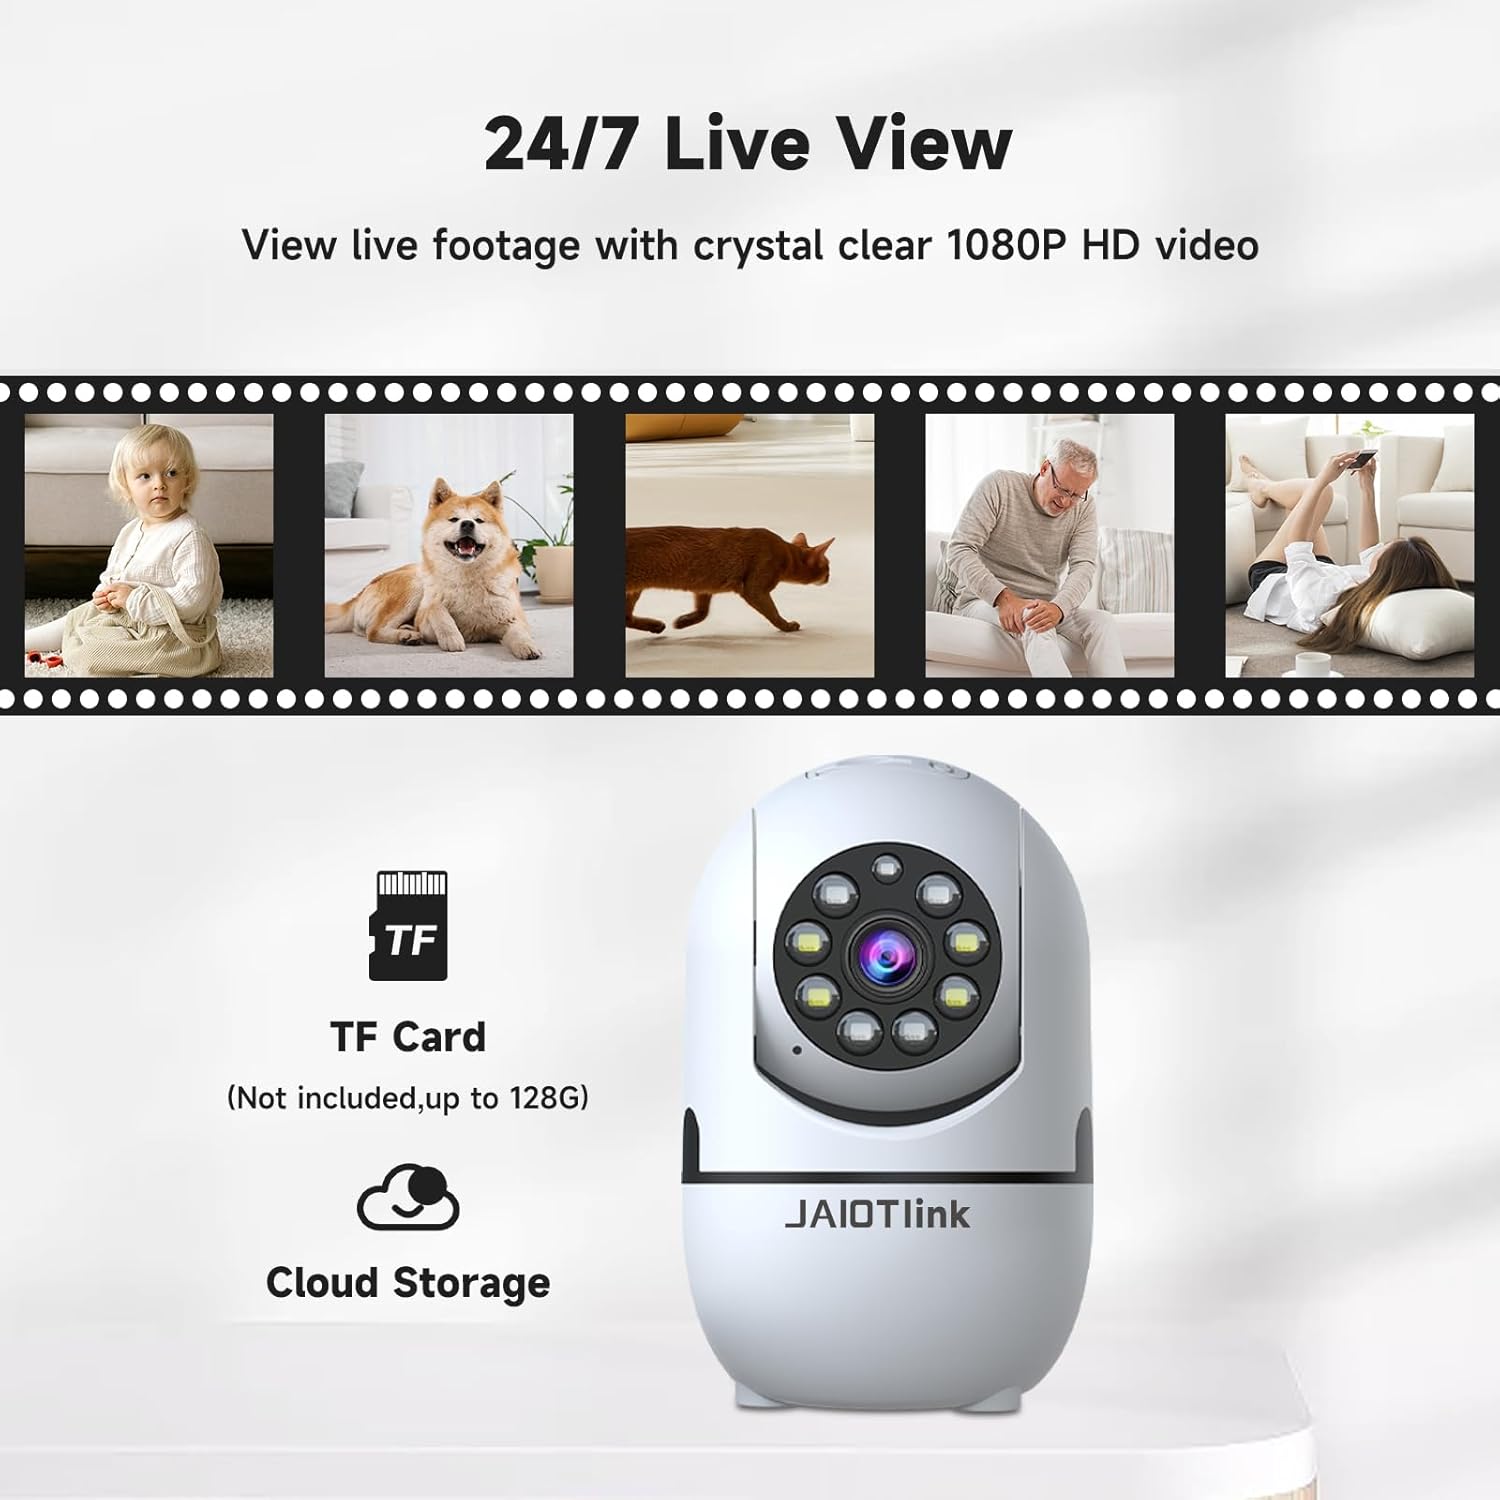 24/7 Live View
View live footage with crystal clear 1080P HD video
TF
TF Card
(Not included,up to 128G)
Cloud Storage
JAIOTlink